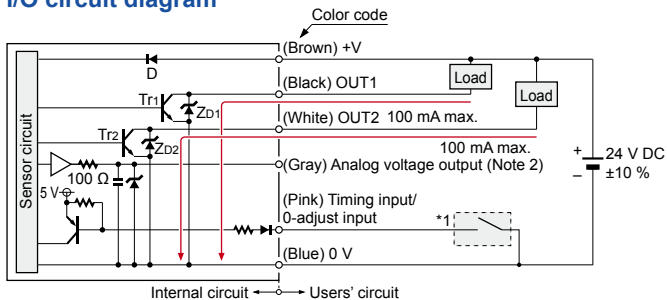 I/O circuit diagram
Color code
(Brown) +V
D
(Black) OUT1
Load
Load
Tr1
ZD1
(White) OUT2 100 mA max.
Tr2
ZD2
100 mA max.
Sensor circuit
(Gray) Analog voltage output (Note 2)
+
–
24 V DC
±10 %
100 Ω
5 V
(Pink) Timing input/
0-adjust input
*1
(Blue) 0 V
Internal circuit
Users' circuit